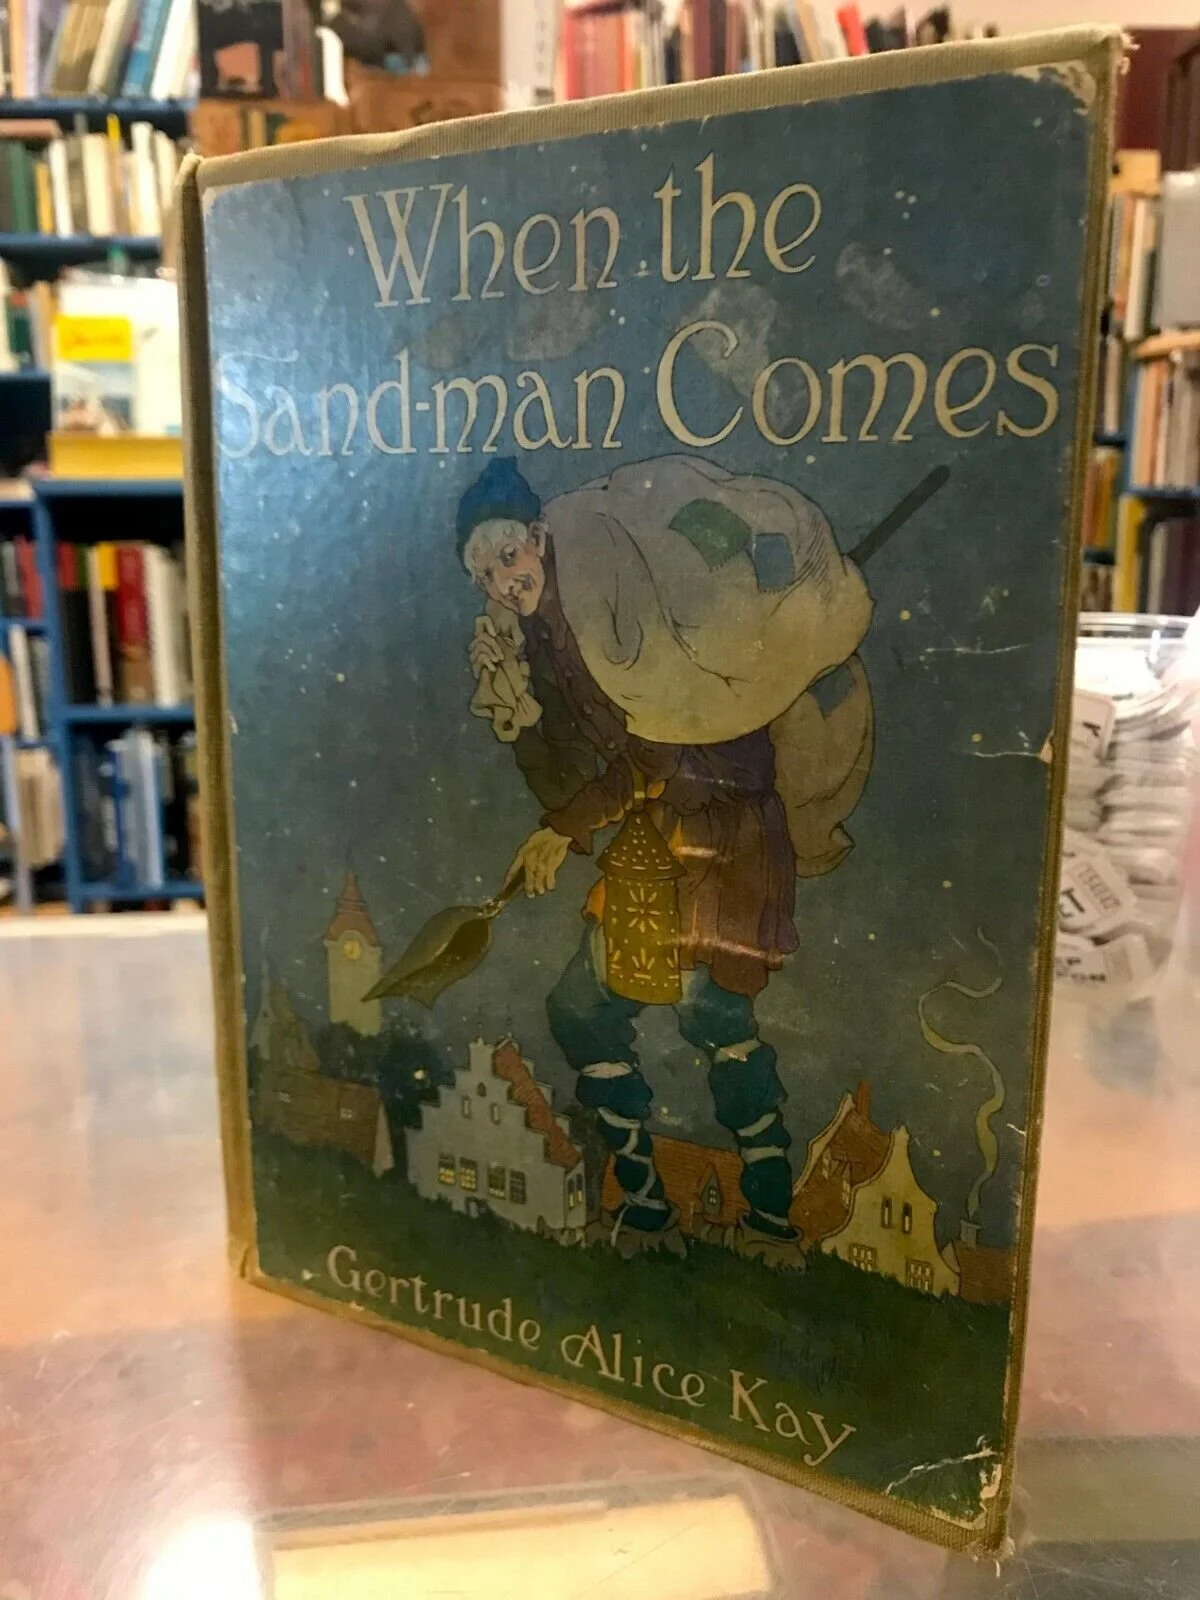 When the
Sand-man Comes
Gertrude Alice Kay